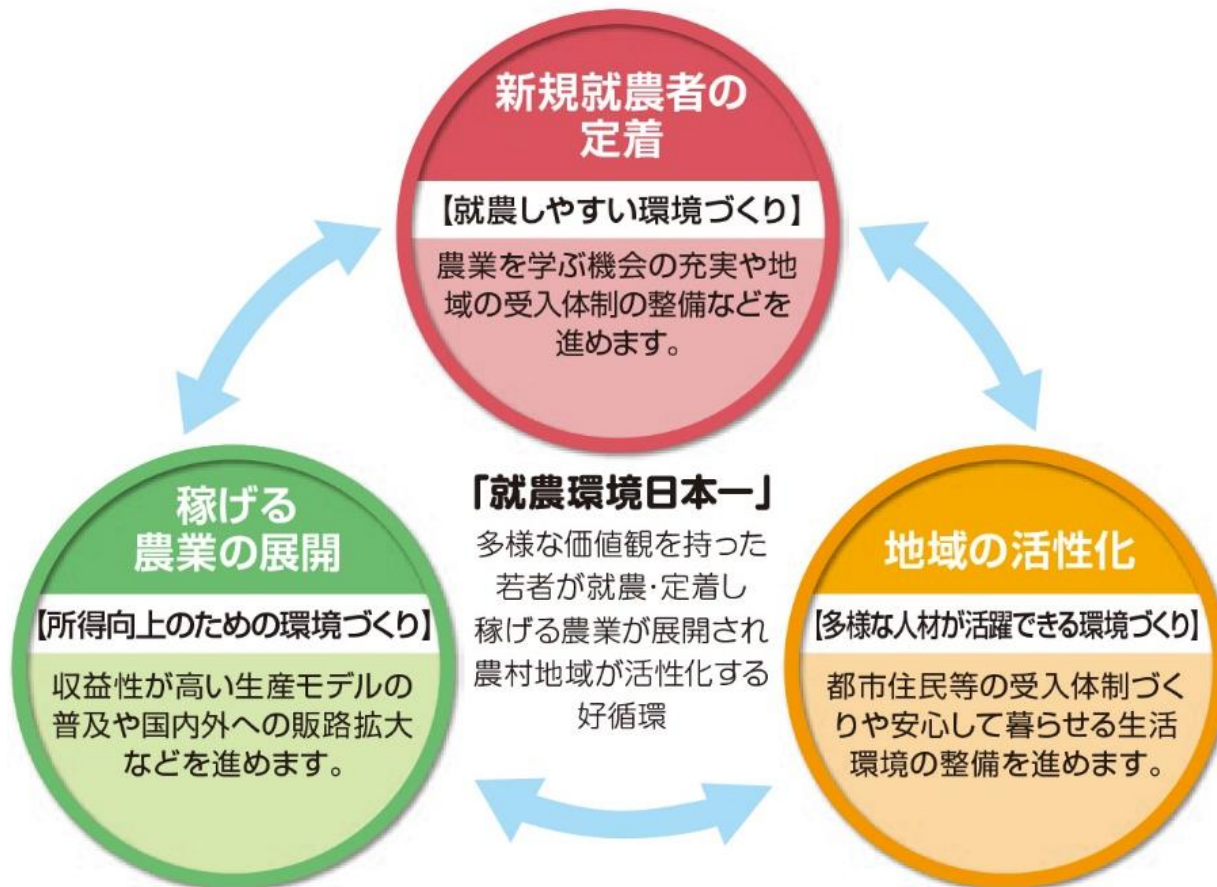 新規就農者の
定着
【就農しやすい環境づくり】
農業を学ぶ機会の充実や地
域の受入体制の整備などを
進めます。
稼げる
農業の展開
【所得向上のための環境づくり】
収益性が高い生産モデルの
普及や国内外への販路拡大
などを進めます。
「就農環境日本一」
多様な価値観を持った
若者が就農･定着し
稼げる農業が展開され
農村地域が活性化する
好循環
地域の活性化
【多様な人材が活躍できる環境づくり】
都市住民等の受入体制づく
りや安心して暮らせる生活
環境の整備を進めます。